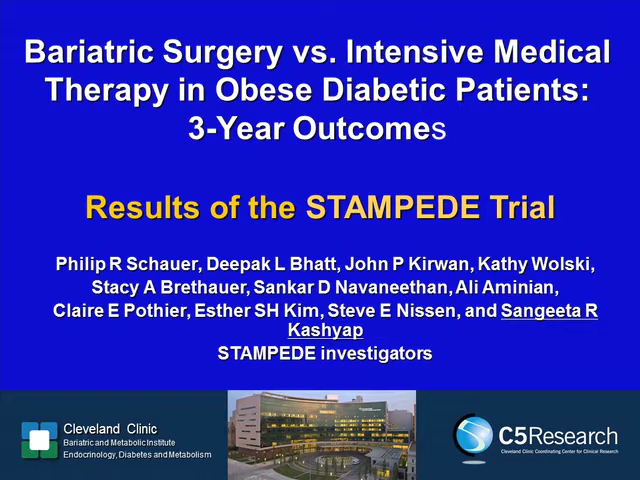 Bariatric Surgery vs. Intensive Medical
Therapy in Obese Diabetic Patients:
3-Year Outcomes
Results of the STAMPEDE Trial
Philip R Schauer, Deepak L Bhatt, John P Kirwan, Kathy Wolski,
Stacy A Brethauer, Sankar D Navaneethan, Ali Aminian,
Claire E Pothier, Esther SH Kim, Steve E Nissen, and Sangeeta R
Kashyap
STAMPEDE investigators
Cleveland Clinic
Bariatric and Metabolic Institute
Endocrinology, Diabetes and Metabolism
C5Research
Cleveland Clinic Coordinating Center for Clinical Research